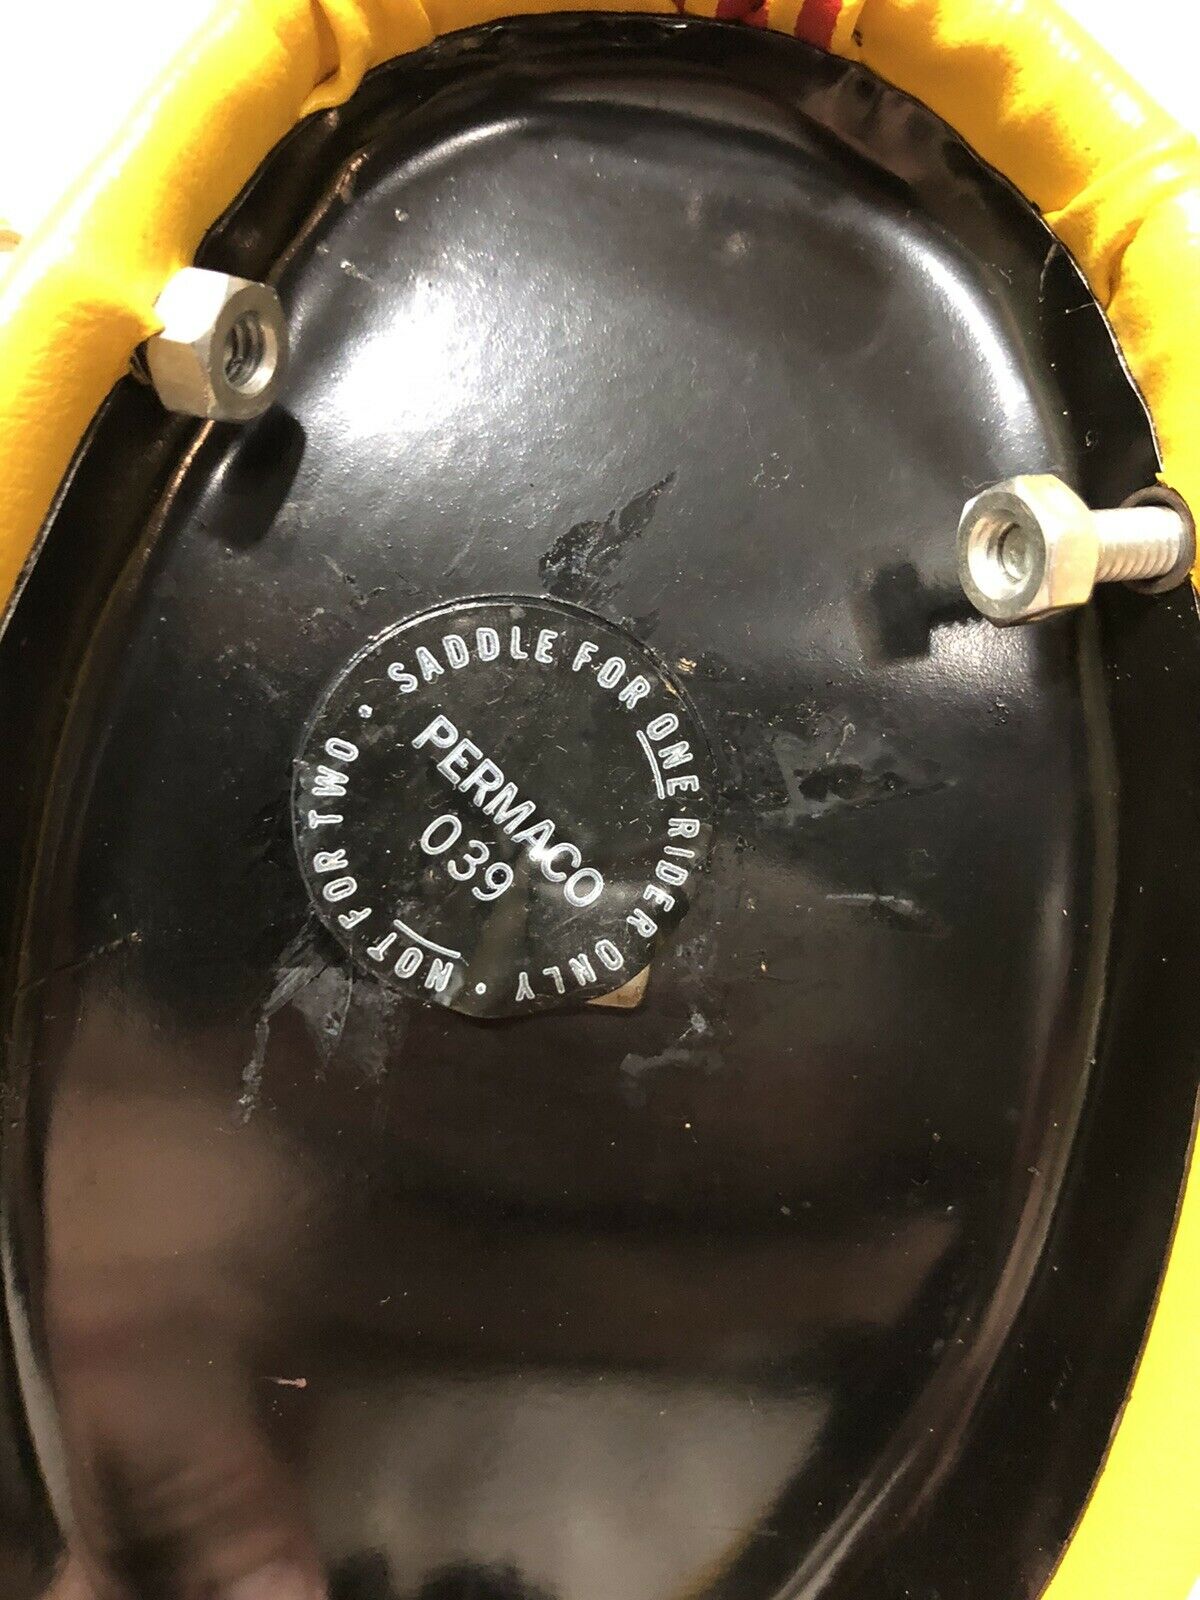 · SADDLE FOR ONE RIDER ONLY · NOT FOR TWO
PERMACO
039